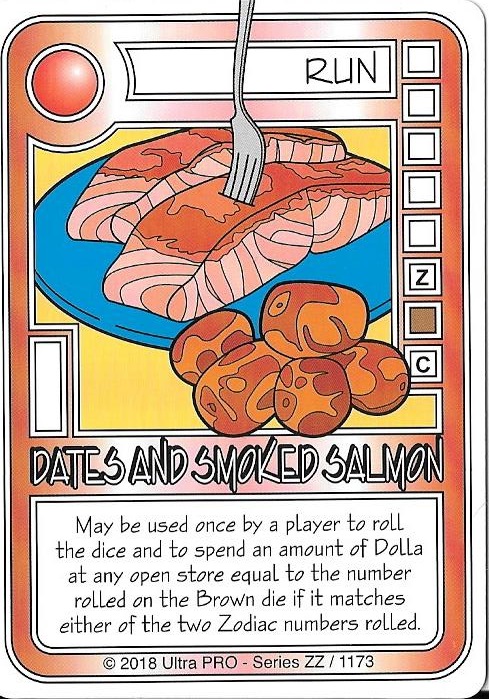 RUN
Z
C
DATES AND SMOKED SALMON
May be used once by a player to roll
the dice and to spend an amount of Dolla
at any open store equal to the number
rolled on the Brown die if it matches
either of the two Zodiac numbers rolled.
© 2018 Ultra PRO - Series ZZ / 1173